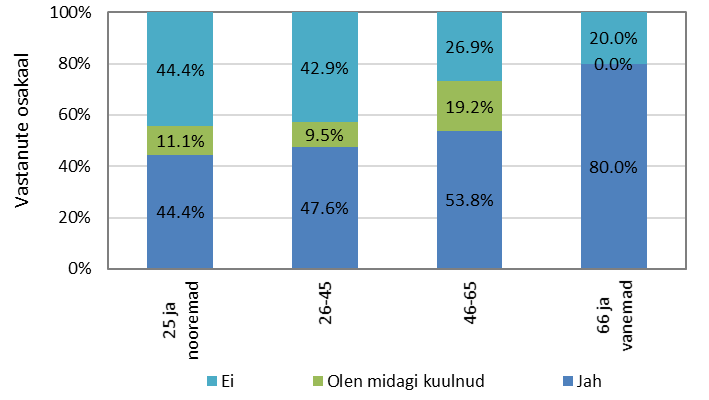 Vastanute osakaal
100%
80%
60%
40%
20%
0%
44.4%
11.1%
44.4%
42.9%
9.5%
47.6%
26.9%
19.2%
53.8%
20.0%
0.0%
80.0%
25 ja
nooremad
26-45
46-65
66 ja
vanemad
Ei
Olen midagi kuulnud
Jah